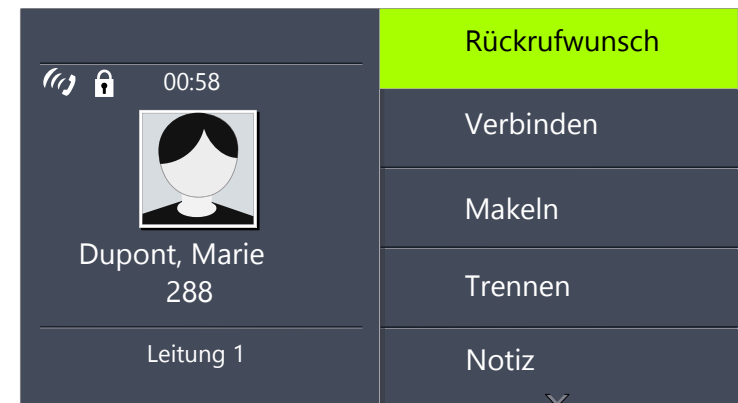 00:58
Dupont, Marie
288
Leitung 1
Rückrufwunsch
Verbinden
Makeln
Trennen
Notiz